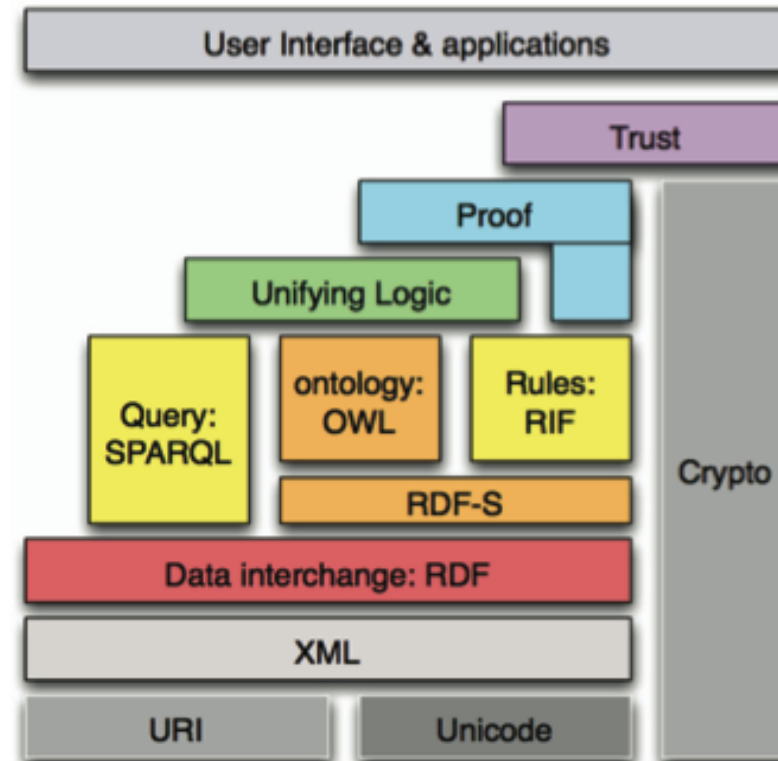 User Interface & applications
Trust
Proof
Unifying Logic
Query:
SPARQL
ontology:
OWL
Rules:
RIF
Crypto
RDF-S
Data interchange: RDF
XML
URI
Unicode